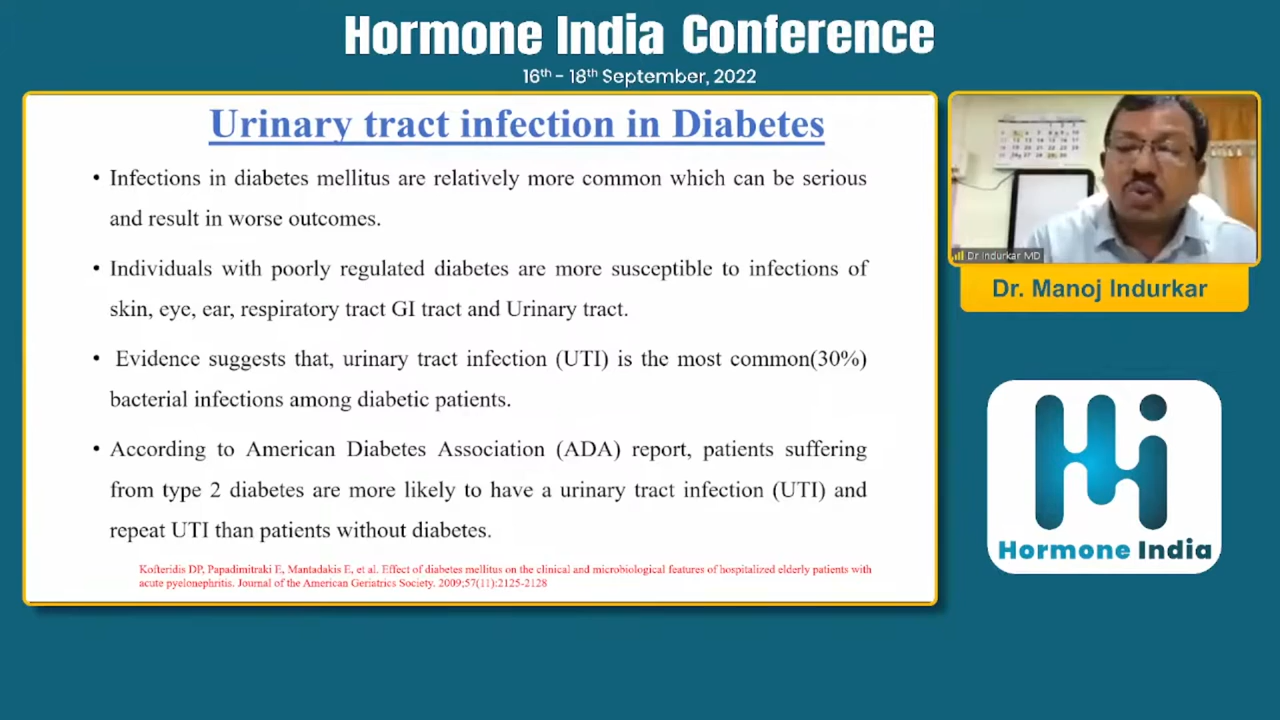 Hormone India Conference
16th - 18th September, 2022
Urinary tract infection in Diabetes
• Infections in diabetes mellitus are relatively more common which can be serious
and result in worse outcomes.
• Individuals with poorly regulated diabetes are more susceptible to infections of
skin, eye, ear, respiratory tract GI tract and Urinary tract.
• Evidence suggests that, urinary tract infection (UTI) is the most common(30%)
bacterial infections among diabetic patients.
• According to American Diabetes Association (ADA) report, patients suffering
from type 2 diabetes are more likely to have a urinary tract infection (UTI) and
repeat UTI than patients without diabetes.
Kofteridis DP, Papadimitraki E, Mantadakis E, et al. Effect of diabetes mellitus on the clinical and microbiological features of hospitalized elderly patients with
acute pyelonephritis. Journal of the American Geriatrics Society. 2009;57(11):2125-2128
Dr Indurkar MD
Dr. Manoj Indurkar
Hi
Hormone India